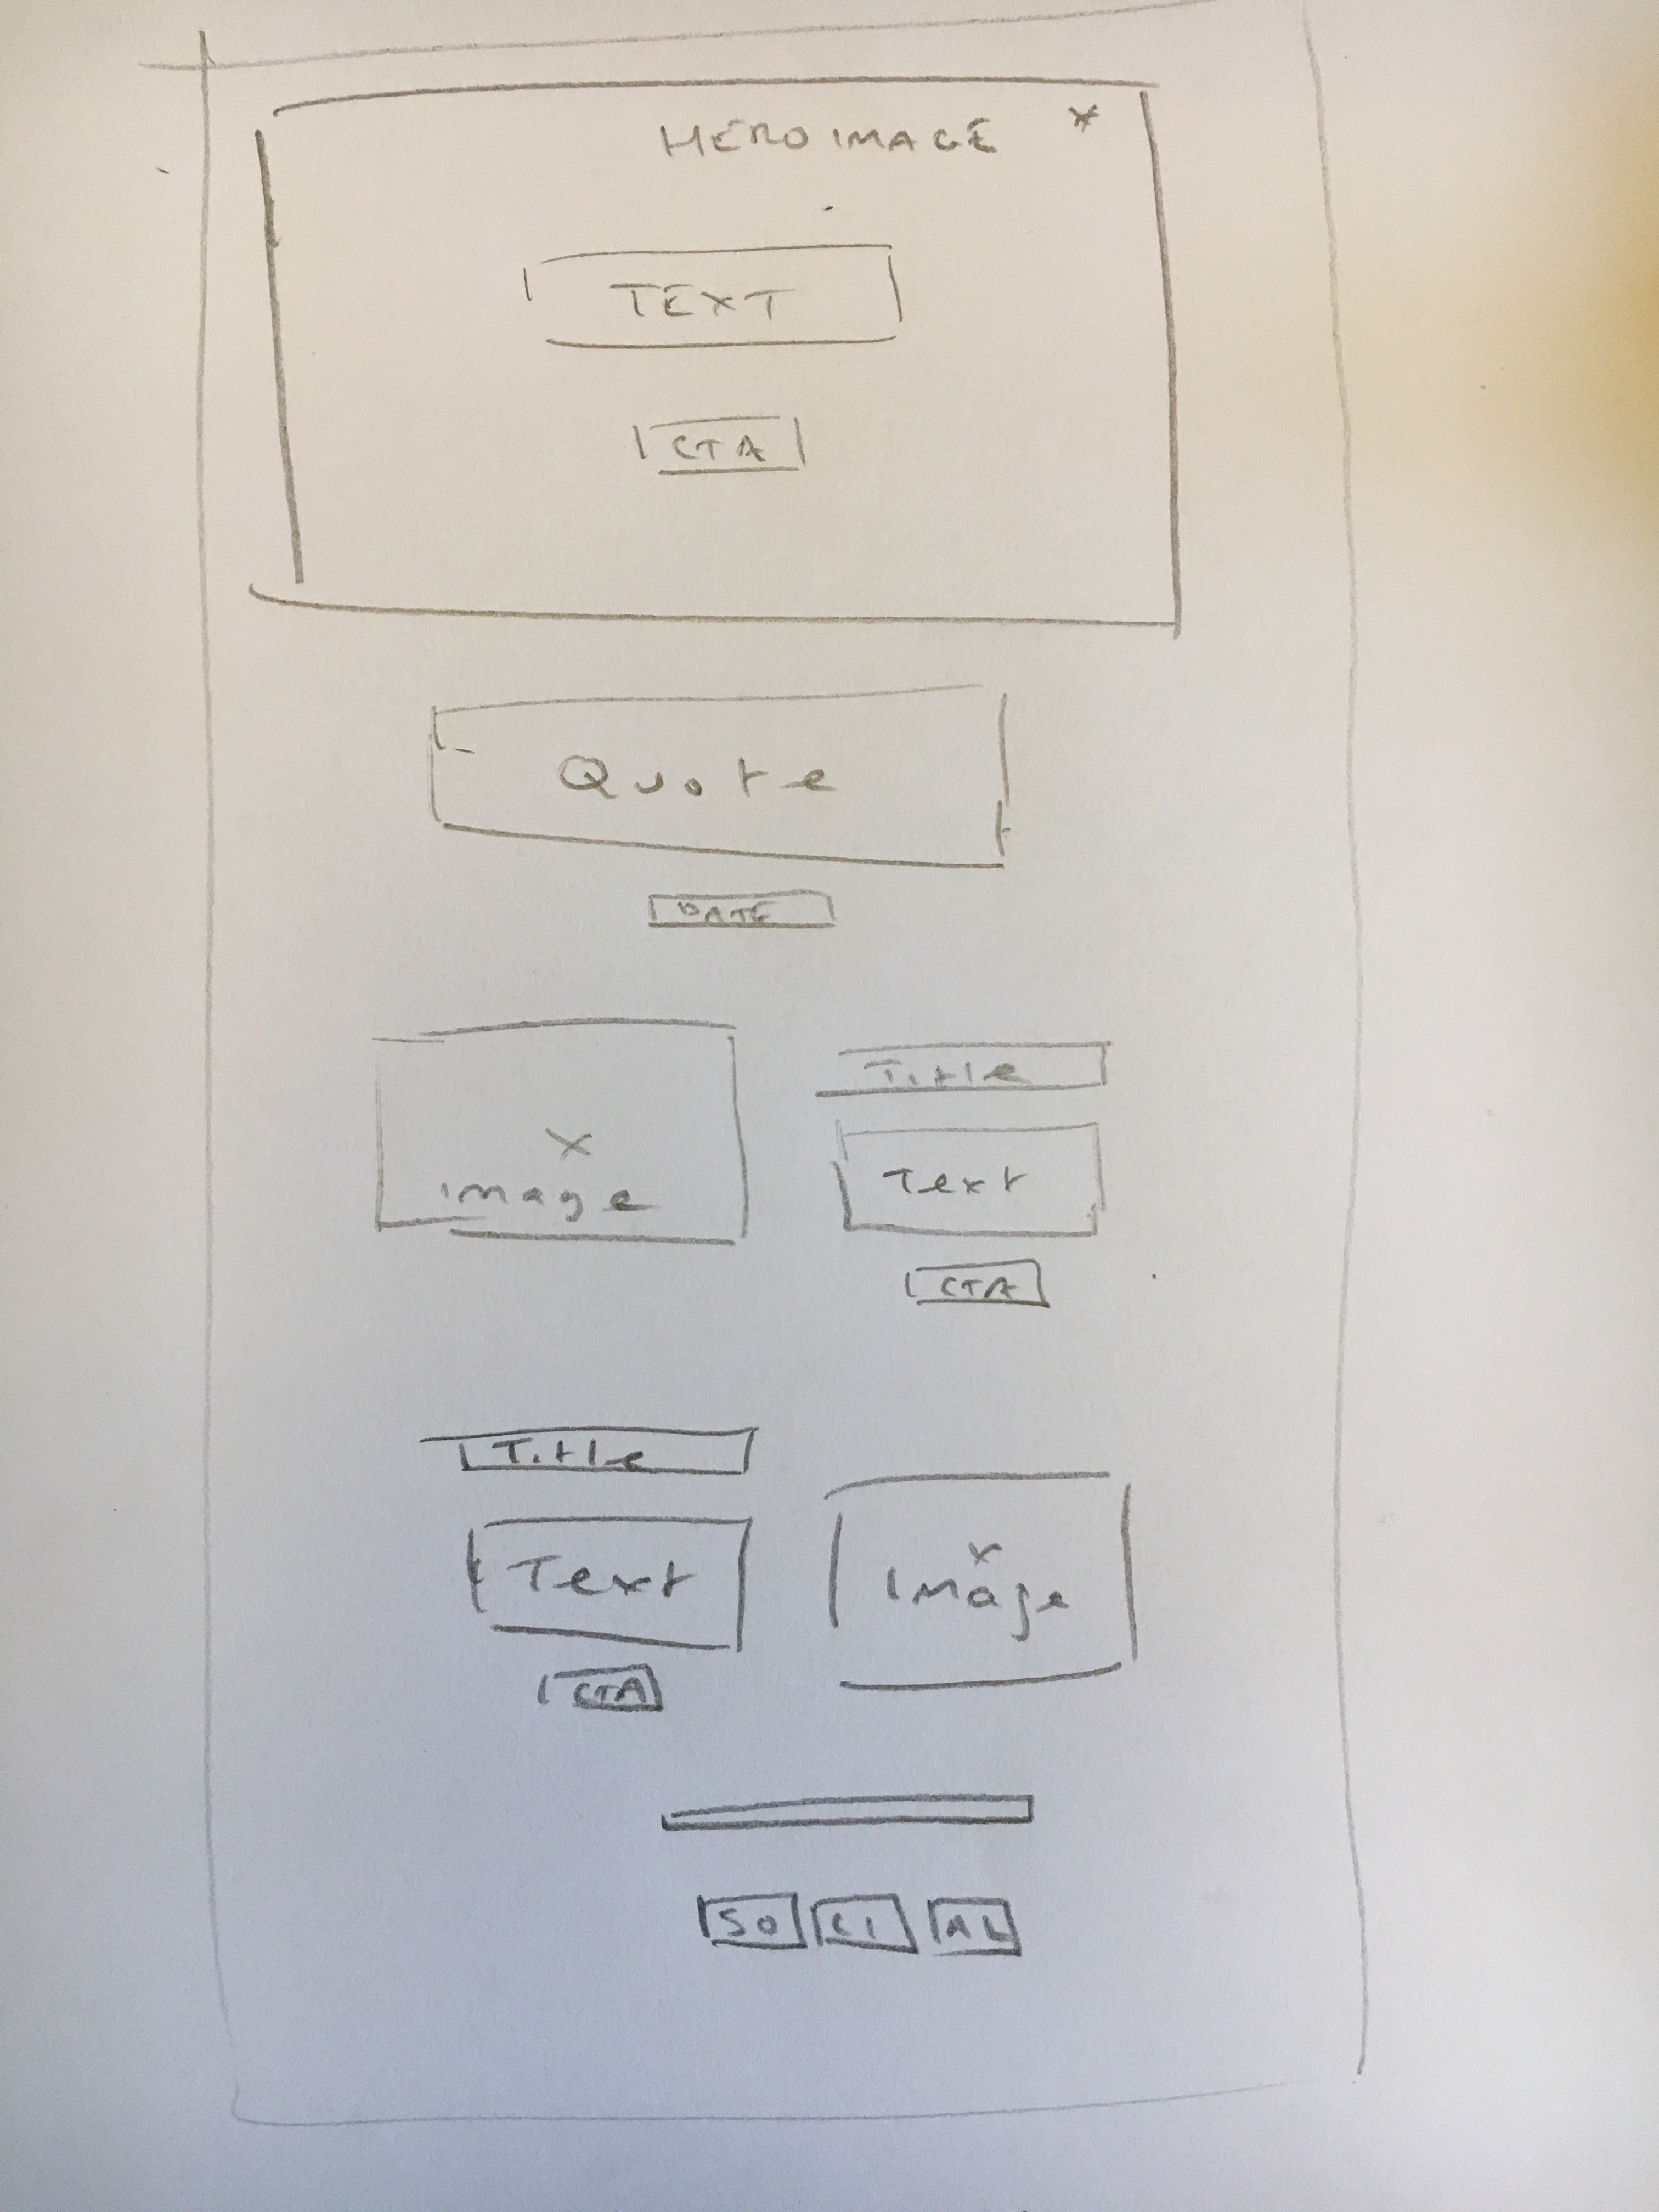 HERO IMAGE
TEXT
CTA
Quote
DATE
Title
image
Text
CTA
Title
Text
image
CTA
SO CI AL